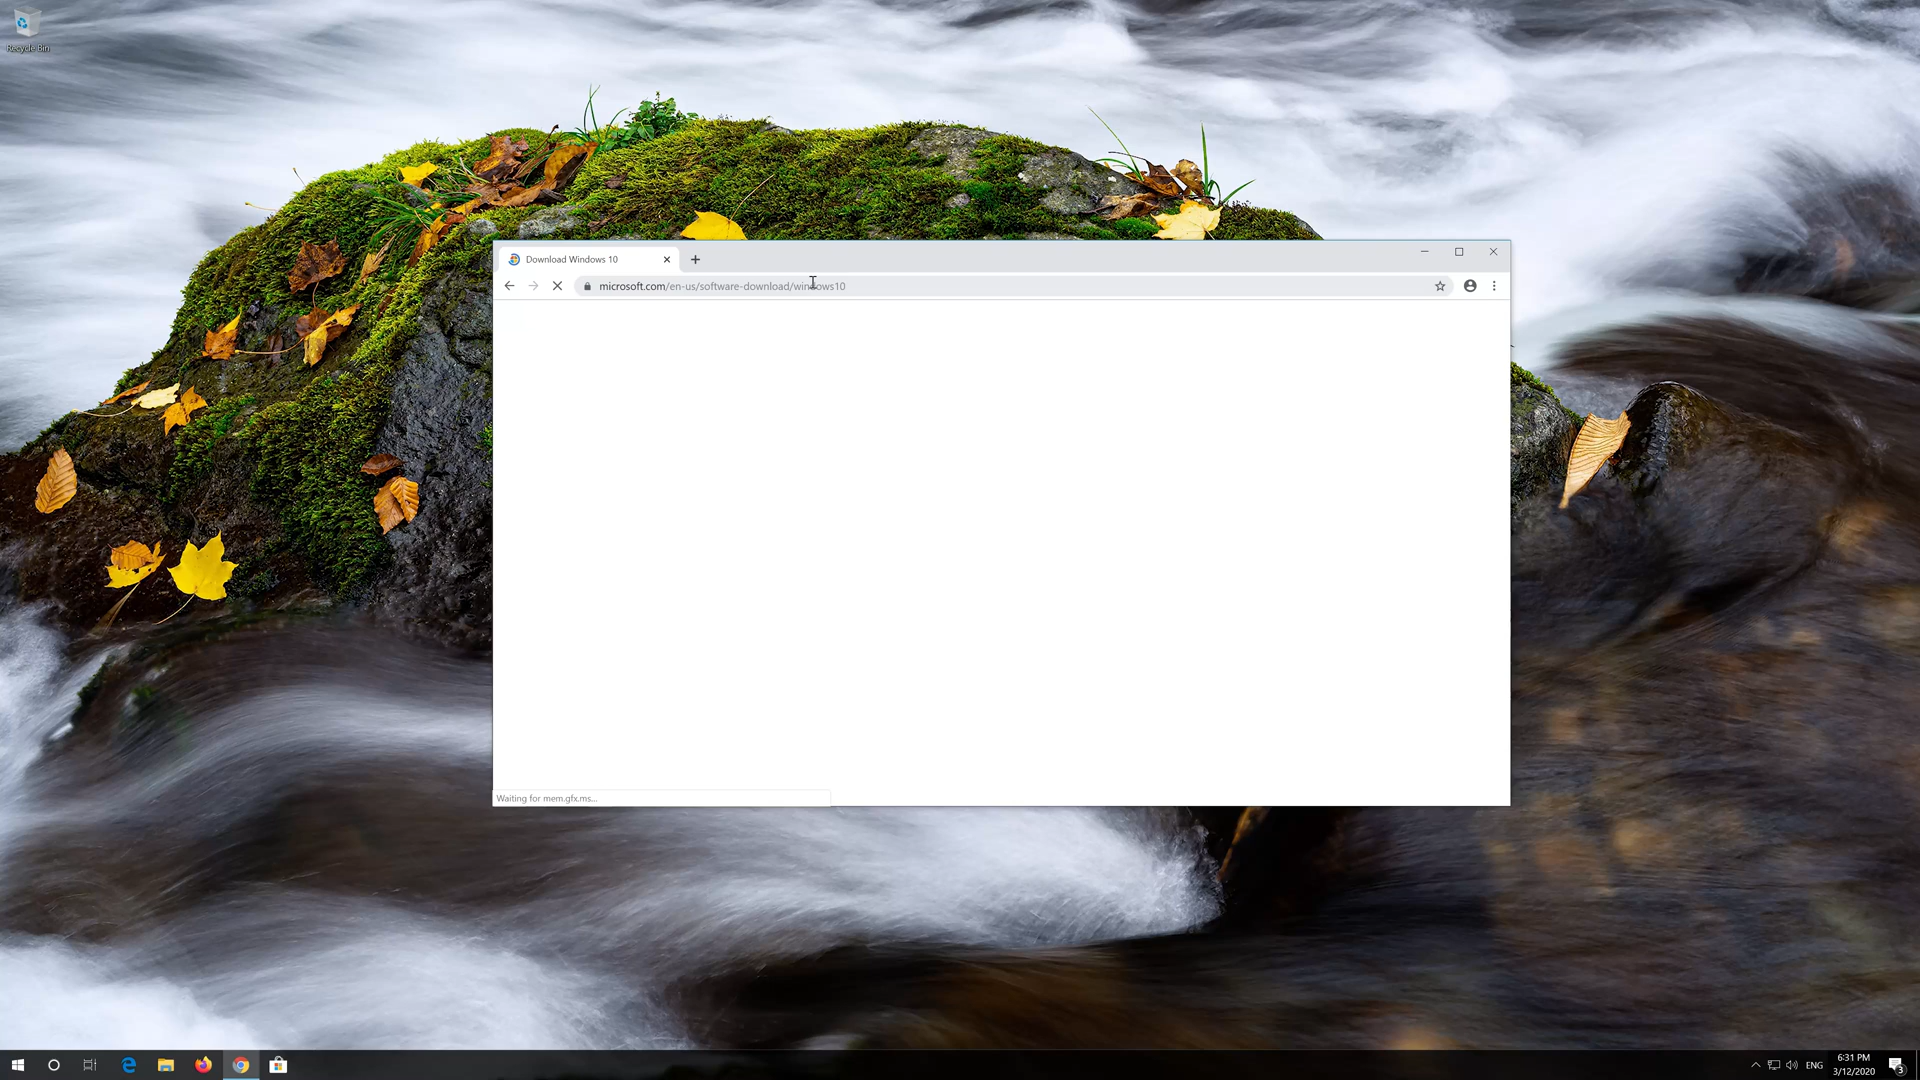 Recycle Bin
Download Windows 10
microsoft.com/en-us/software-download/windows10
Waiting for mem.gfx.ms...
ENG
6:31 PM
3/12/2020
3